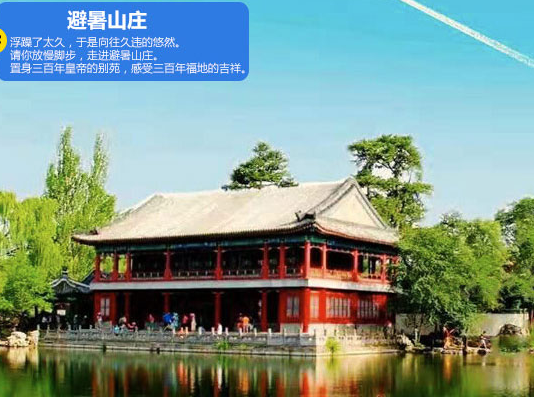 避暑山庄
浮躁了太久，于是向往久违的悠然。
请你放慢脚步，走进避暑山庄。
置身三百年皇帝的别苑，感受三百年福地的吉祥。